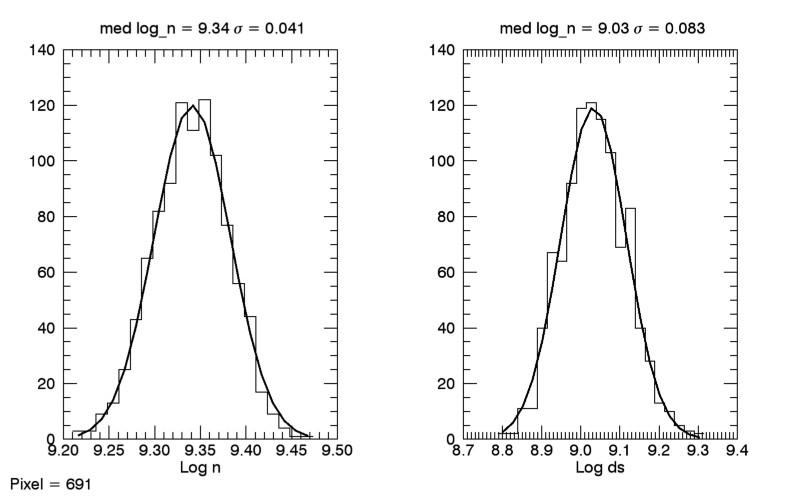 med log_n = 9.34 σ = 0.041
med log_n = 9.03 σ = 0.083
140
120
100
80
60
40
20
0
9.20 9.25 9.30 9.35 9.40 9.45 9.50
Log n
140
120
100
80
60
40
20
0
8.7 8.8 8.9 9.0 9.1 9.2 9.3 9.4
Log ds
Pixel = 691